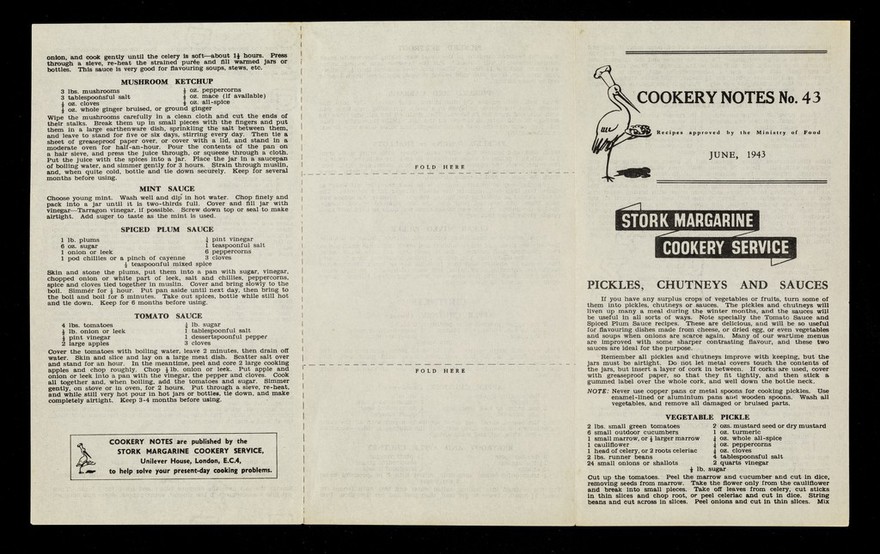 onion, and cook gently until the celery is soft—about 1½ hours. Press
through a sieve, re-heat the strained purée and fill warmed jars or
bottles. This sauce is very good for flavouring soups, stews, etc.
MUSHROOM KETCHUP
3 lbs. mushrooms
3 tablespoonsful salt
oz. cloves
oz. whole ginger bruised, or ground ginger
oz. peppercorns
oz. mace (if available)
oz. all-spice
Wipe the mushrooms carefully in a clean cloth and cut the ends of
their stalks. Break them up in small pieces with the fingers and put
them in a large earthenware dish, sprinkling the salt between them,
and leave to stand for five or six days, stirring every day. Then tie a
sheet of greaseproof paper over, or cover with a lid, and stand in a
moderate oven for half-an-hour. Pour the contents of the pan on
a hair sieve, and press the juice through, or squeeze through a cloth.
Put the juice with the spices into a jar. Place the jar in a saucepan
of boiling water, and simmer gently for 3 hours. Strain through muslin,
and, when quite cold, bottle and tie down securely. Keep for several
months before using.
MINT SAUCE
Choose young mint. Wash well and dip in hot water. Chop finely and
pack into a jar until it is two-thirds full. Cover and fill jar with
vinegar—Tarragon vinegar, if possible. Screw down top or seal to make
airtight. Add sugar to taste as the mint is used.
SPICED PLUM SAUCE
1 lb. plums
6 oz. sugar
1 onion or leek
1 pod chillies or a pinch of cayenne
pint vinegar
1 teaspoonful salt
6 peppercorns
3 cloves
teaspoonful mixed spice
Skin and stone the plums, put them into a pan with sugar, vinegar,
chopped onion or white part of leek, salt and chillies, peppercorns,
spice and cloves tied together in muslin. Cover and bring slowly to the
boil. Simmer for hour. Put pan aside until next day, then bring to
the boil and boil for 5 minutes. Take out spices, bottle while still hot
and tie down. Keep for 6 months before using.
TOMATO SAUCE
4 lbs. tomatoes
lb. onion or leek
pint vinegar
2 large apples
lb. sugar
1 tablespoonful salt
1 dessertspoonful pepper
3 cloves
Cover the tomatoes with boiling water, leave 2 minutes, then drain off
water. Skin and slice and lay on a large meat dish. Scatter salt over
and stand for an hour. In the meantime, peel and core 2 large cooking
apples and chop roughly. Chop lb. onion or leek. Put apple and
onion or leek into a pan with the vinegar, the pepper and cloves. Cook
all together and, when boiling, add the tomatoes and sugar. Simmer
gently, on stove or in oven, for 2 hours. Put through a sieve, re-heat,
and while still very hot pour in hot jars or bottles, tie down, and make
completely airtight. Keep 3-4 months before using.
COOKERY NOTES are published by the
STORK MARGARINE COOKERY SERVICE,
Unilever House, London, E.C.4,
to help solve your present-day cooking problems.
FOLD HERE
FOLD HERE
COOKERY NOTES No. 43
Recipes approved by the Ministry of Food
JUNE, 1943
STORK MARGARINE
COOKERY SERVICE
PICKLES, CHUTNEYS AND SAUCES
If you have any surplus crops of vegetables or fruits, turn some of
them into pickles, chutneys or sauces. The pickles and chutneys will
liven up many a meal during the winter months, and the sauces will
be useful in all sorts of ways. Note specially the Tomato Sauce and
Spiced Plum Sauce recipes. These are delicious, and will be so useful
for flavouring dishes made from cheese, or dried egg, or even vegetables
and soups when onions are scarce again. Many of our wartime menus
are improved with some sharper contrasting flavour, and these two
sauces are ideal for the purpose.
Remember all pickles and chutneys improve with keeping, but the
jars must be airtight. Do not let metal covers touch the contents of
the jars, but insert a layer of cork in between. If corks are used, cover
with greaseproof paper, so that they fit tightly, and then stick a
gummed label over the whole cork, and well down the bottle neck.
NOTE: Never use copper pans or metal spoons for cooking pickles. Use
enamel-lined or aluminium pans and wooden spoons. Wash all
vegetables, and remove all damaged or bruised parts.
VEGETABLE PICKLE
2 lbs. small green tomatoes
6 small outdoor cucumbers
1 small marrow, or ½ larger marrow
1 cauliflower
1 head of celery, or 2 roots celeriac
2 lbs. runner beans
24 small onions or shallots
2 ozs. mustard seed or dry mustard
1 oz. turmeric
oz. whole all-spice
oz. peppercorns
oz. cloves
4 tablespoonsful salt
2 quarts vinegar
lb. sugar
Cut up the tomatoes. Peel the marrow and cucumber and cut in dice,
removing seeds from marrow. Take the flower only from the cauliflower
and break into small pieces. Take off leaves from celery, cut sticks
in thin slices and chop root, or peel celeriac and cut in dice. String
beans and cut across in slices. Peel onions and cut in thin slices. Mix